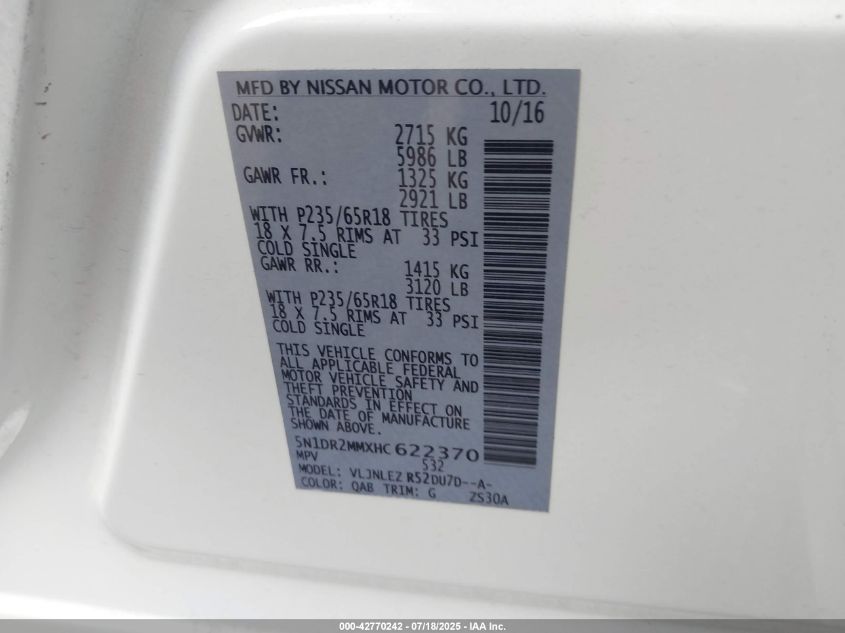 MFD BY NISSAN MOTOR CO., LTD.
DATE: 10/16
GVWR: 2715 KG
5986 LB
GAWR FR.: 1325 KG
2921 LB
WITH P235/65R18 TIRES
18 X 7.5 RIMS AT 33 PSI
COLD SINGLE
GAWR RR.: 1415 KG
3120 LB
WITH P235/65R18 TIRES
18 X 7.5 RIMS AT 33 PSI
COLD SINGLE
THIS VEHICLE CONFORMS TO
ALL APPLICABLE FEDERAL
MOTOR VEHICLE SAFETY AND
THEFT PREVENTION
STANDARDS IN EFFECT ON
THE DATE OF MANUFACTURE
SHOWN ABOVE.
5N1DR2MMXHC622370
MPV 532
MODEL: VLJNLEZ R52DU7D--A-
COLOR: QAB TRIM: G ZS30A
000-42770242 - 07/18/2025 - IAA Inc.